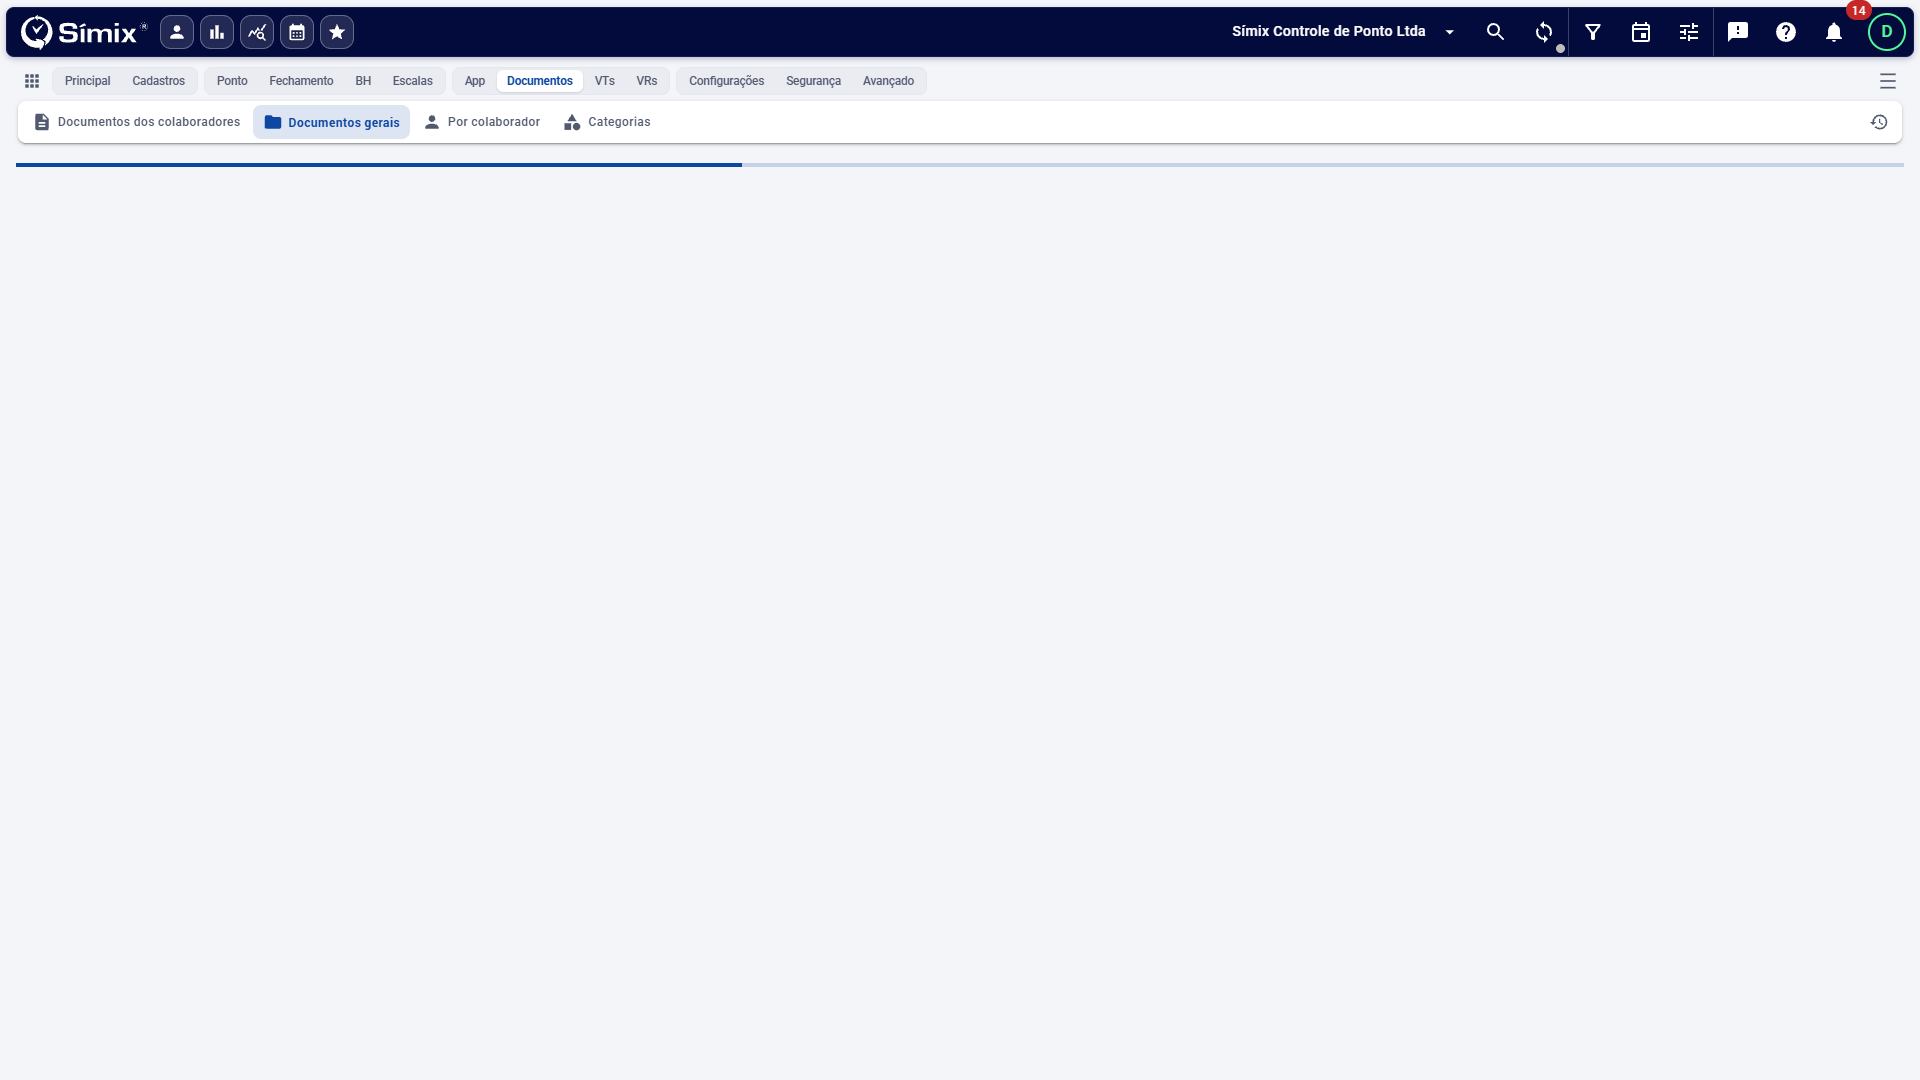 Símix®
Símix Controle de Ponto Ltda
14
D
Principal Cadastros Ponto Fechamento BH Escalas App Documentos VTs VRs Configurações Segurança Avançado
Documentos dos colaboradores Documentos gerais Por colaborador Categorias